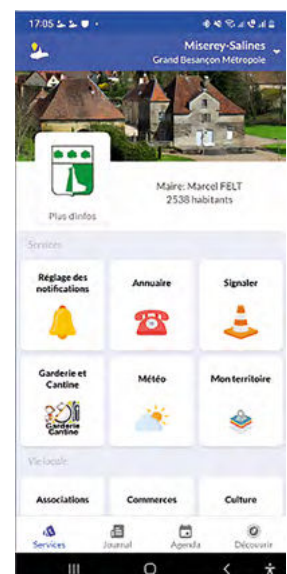 17:05
Miserey-Salines
Grand Besançon Métropole
Maire: Marcel FELT
2538 habitants
Plus d'infos
Services
Réglage des notifications
Annuaire
Signaler
Garderie et Cantine
Météo
Mon territoire
Garderie
Cantine
Vie locale
Associations
Commerces
Culture
Services
Journal
Agenda
Découvrir